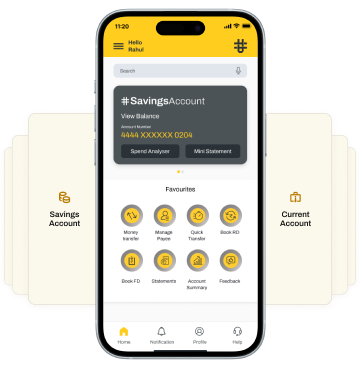 11:20
Hello
Rahul
Search
#SavingsAccount
View Balance
Account Number
4444 XXXXXX 0204
Spend Analyser
Mini Statement
Favourites
Money
transfer
Manage
Payee
Quick
Transfer
Book RD
Book FD
Statements
Account
Summary
Feedback
Home
Notification
Profile
Help
Savings
Account
Current
Account